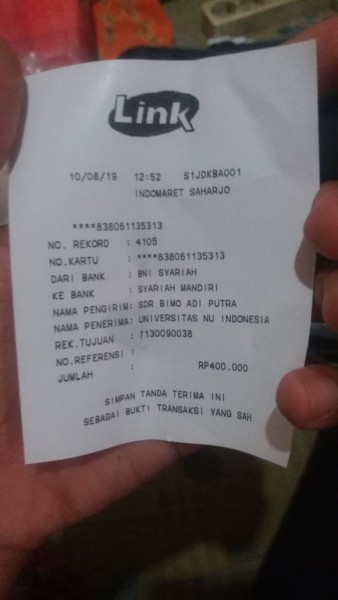 Link
10/08/19 12:52 S1JDKBA001
INDOMARET SAHARJO
****838061135313
NO. REKORD : 4105
NO.KARTU : ****838061135313
DARI BANK : BNI SYARIAH
KE BANK : SYARIAH MANDIRI
NAMA PENGIRIM: SDR BIMO ADI PUTRA
NAMA PENERIMA: UNIVERSITAS NU INDONESIA
REK.TUJUAN : 7130090038
NO.REFERENSI :
JUMLAH : RP400.000
SIMPAN TANDA TERIMA INI
SEBAGAI BUKTI TRANSAKSI YANG SAH